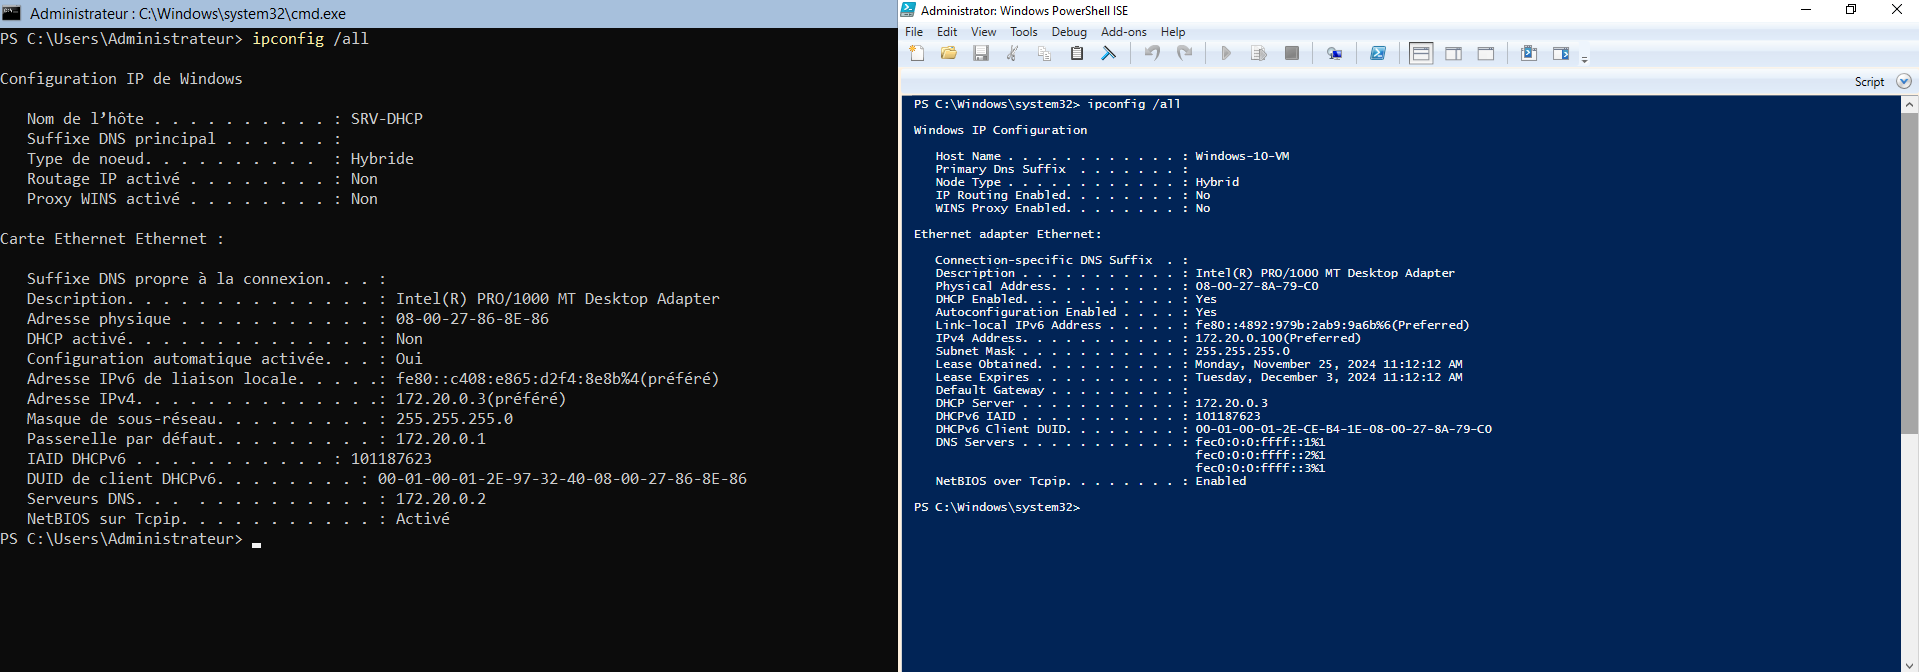 Administrateur : C:\Windows\system32\cmd.exe
PS C:\Users\Administrateur> ipconfig /all
Configuration IP de Windows
Nom de l’hôte . . . . . . . . . . : SRV-DHCP
Suffixe DNS principal . . . . . . :
Type de noeud. . . . . . . . . .  : Hybride
Routage IP activé . . . . . . . . : Non
Proxy WINS activé . . . . . . . . : Non
Carte Ethernet Ethernet :
Suffixe DNS propre à la connexion. . . :
Description. . . . . . . . . . . . . . : Intel(R) PRO/1000 MT Desktop Adapter
Adresse physique . . . . . . . . . . . : 08-00-27-86-8E-86
DHCP activé. . . . . . . . . . . . . . : Non
Configuration automatique activée. . . : Oui
Adresse IPv6 de liaison locale. . . . .: fe80::c408:e865:d2f4:8e8b%4(préféré)
Adresse IPv4. . . . . . . . . . . . . .: 172.20.0.3(préféré)
Masque de sous-réseau. . . . . . . . . : 255.255.255.0
Passerelle par défaut. . . . . . . . . : 172.20.0.1
IAID DHCPv6 . . . . . . . . . . . : 101187623
DUID de client DHCPv6. . . . . . . . : 00-01-00-01-2E-97-32-40-08-00-27-86-8E-86
Serveurs DNS. . .  . . . . . . . . . . : 172.20.0.2
NetBIOS sur Tcpip. . . . . . . . . . . : Activé
PS C:\Users\Administrateur>
Administrator: Windows PowerShell ISE
File Edit View Tools Debug Add-ons Help
Script
PS C:\Windows\system32> ipconfig /all
Windows IP Configuration
Host Name . . . . . . . . . . . . : Windows-10-VM
Primary Dns Suffix  . . . . . . . :
Node Type . . . . . . . . . . . . : Hybrid
IP Routing Enabled. . . . . . . . : No
WINS Proxy Enabled. . . . . . . . : No
Ethernet adapter Ethernet:
Connection-specific DNS Suffix  . :
Description . . . . . . . . . . . : Intel(R) PRO/1000 MT Desktop Adapter
Physical Address. . . . . . . . . : 08-00-27-8A-79-C0
DHCP Enabled. . . . . . . . . . . : Yes
Autoconfiguration Enabled . . . . : Yes
Link-local IPv6 Address . . . . . : fe80::4892:979b:2ab9:9a6b%6(Preferred)
IPv4 Address. . . . . . . . . . . : 172.20.0.100(Preferred)
Subnet Mask . . . . . . . . . . . : 255.255.255.0
Lease Obtained. . . . . . . . . . : Monday, November 25, 2024 11:12:12 AM
Lease Expires . . . . . . . . . . : Tuesday, December 3, 2024 11:12:12 AM
Default Gateway . . . . . . . . . :
DHCP Server . . . . . . . . . . . : 172.20.0.3
DHCPv6 IAID . . . . . . . . . . . : 101187623
DHCPv6 Client DUID. . . . . . . . : 00-01-00-01-2E-CE-B4-1E-08-00-27-8A-79-C0
DNS Servers . . . . . . . . . . . : fec0:0:0:ffff::1%1
fec0:0:0:ffff::2%1
fec0:0:0:ffff::3%1
NetBIOS over Tcpip. . . . . . . . : Enabled
PS C:\Windows\system32>